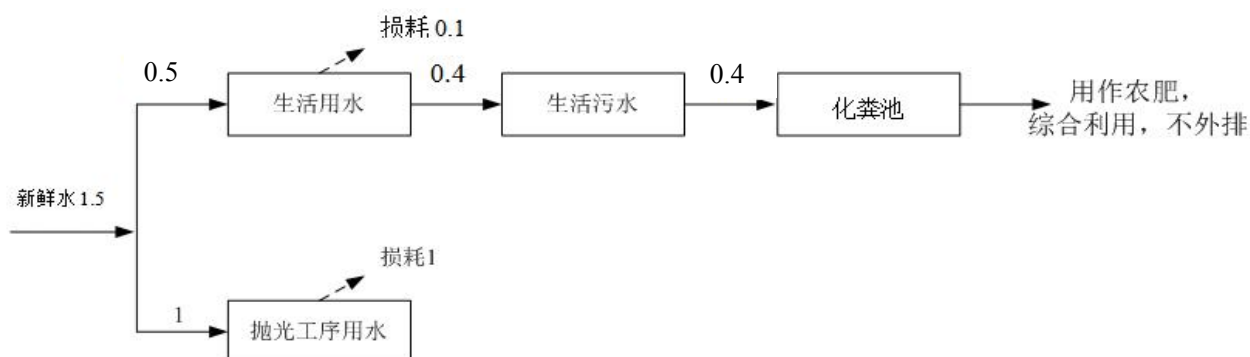 损耗 0.1
0.5
生活用水
0.4
生活污水
0.4
化粪池
用作农肥，
综合利用，不外排
新鲜水 1.5
损耗1
1
抛光工序用水